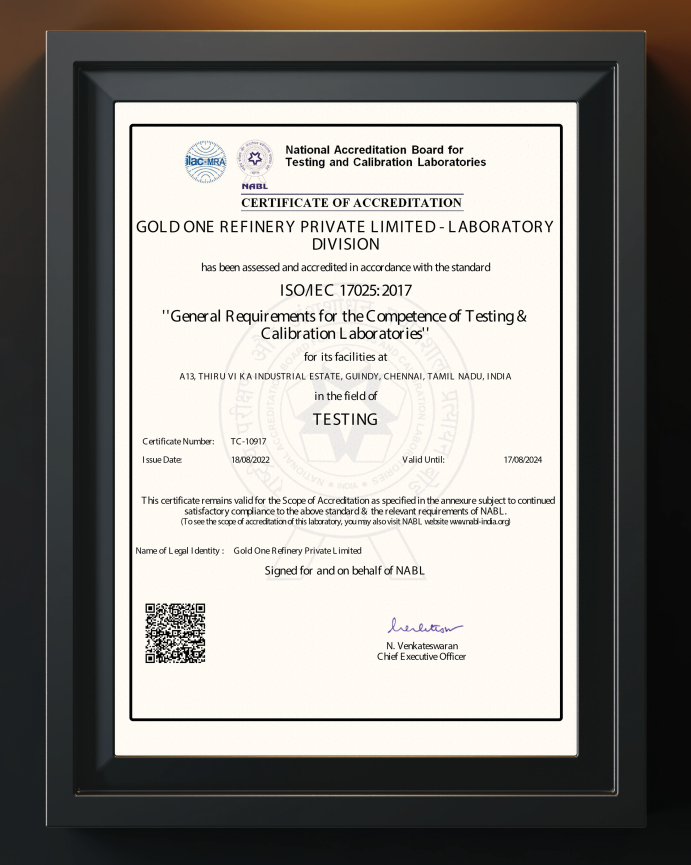 ilac-MRA
NABL
National Accreditation Board for
Testing and Calibration Laboratories
CERTIFICATE OF ACCREDITATION
GOLD ONE REFINERY PRIVATE LIMITED - LABORATORY
DIVISION
has been assessed and accredited in accordance with the standard
ISO/IEC 17025:2017
''General Requirements for the Competence of Testing &
Calibration Laboratories''
for its facilities at
A13, THIRU VI KA INDUSTRIAL ESTATE, GUINDY, CHENNAI, TAMIL NADU, INDIA
in the field of
TESTING
Certificate Number: TC-10917
Issue Date: 18/08/2022 Valid Until: 17/08/2024
This certificate remains valid for the Scope of Accreditation as specified in the annexure subject to continued
satisfactory compliance to the above standard & the relevant requirements of NABL.
(To see the scope of accreditation of this laboratory, you may also visit NABL website www.nabl-india.org)
Name of Legal Identity : Gold One Refinery Private Limited
Signed for and on behalf of NABL
N. Venkateswaran
Chief Executive Officer